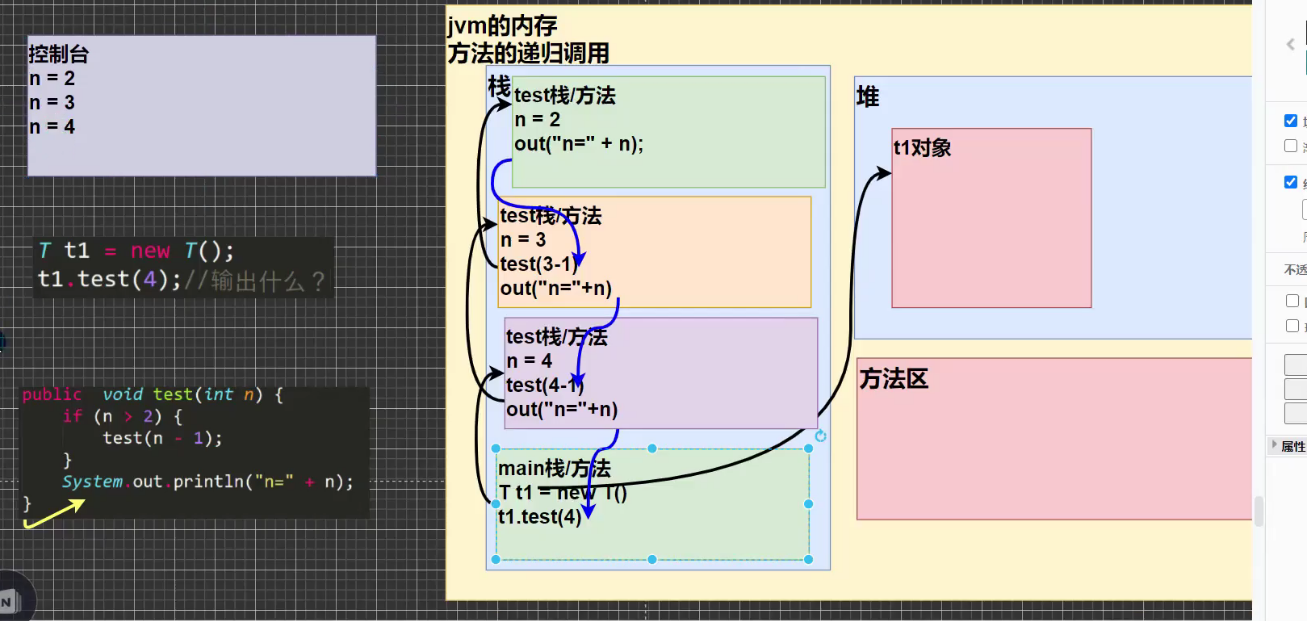 控制台
n = 2
n = 3
n = 4
T t1 = new T();
t1.test(4);//输出什么？
public void test(int n) {
if (n > 2) {
test(n - 1);
}
System.out.println("n=" + n);
}
jvm的内存
方法的递归调用
栈
test栈/方法
n = 2
out("n=" + n);
test栈/方法
n = 3
test(3-1)
out("n="+n)
test栈/方法
n = 4
test(4-1)
out("n="+n)
main栈/方法
T t1 = new T()
t1.test(4)
堆
t1对象
方法区
不透
属性
N